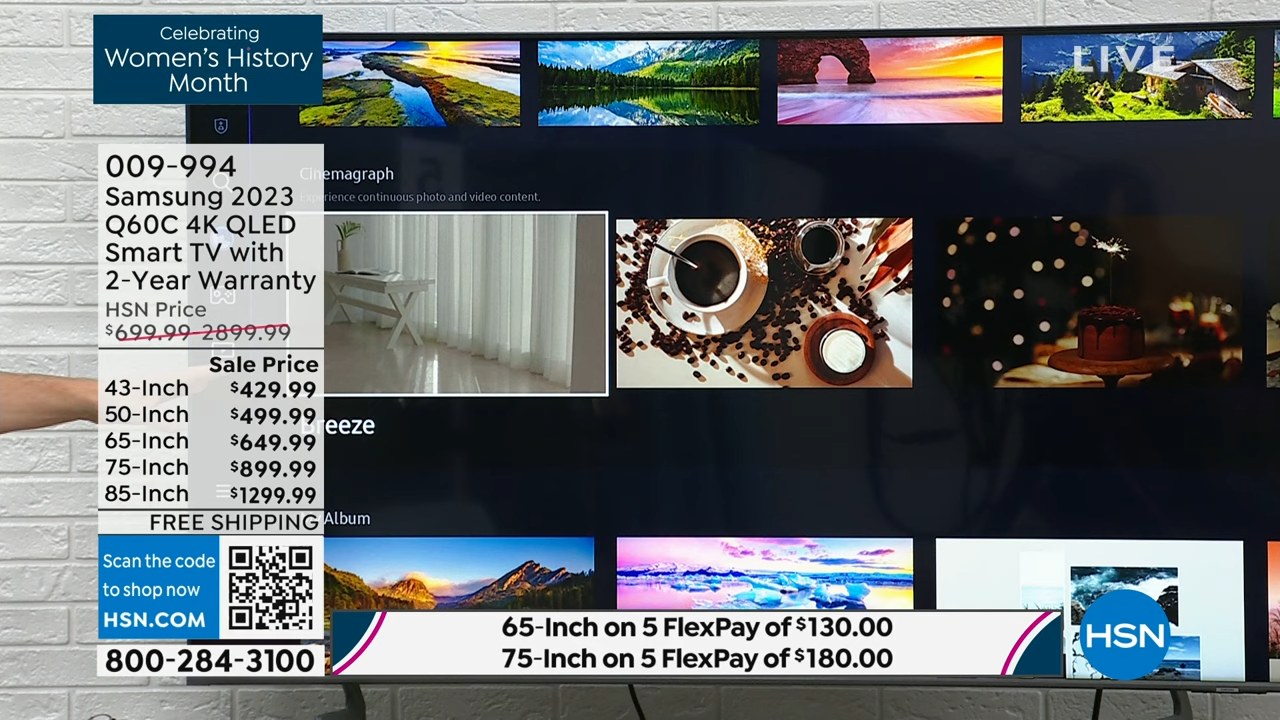 Celebrating
Women's History
Month
LIVE
009-994
Samsung 2023
Q60C 4K QLED
Smart TV with
2-Year Warranty
HSN Price
$699.99-2899.99
Sale Price
43-Inch $429.99
50-Inch $499.99
65-Inch $649.99
75-Inch $899.99
85-Inch $1299.99
FREE SHIPPING
Scan the code
to shop now
HSN.COM
800-284-3100
Cinemagraph
Experience continuous photo and video content.
Breeze
Album
65-Inch on 5 FlexPay of $130.00
75-Inch on 5 FlexPay of $180.00
HSN